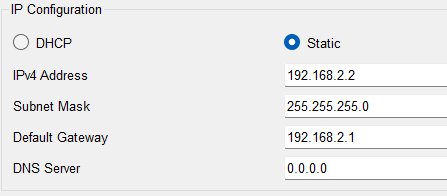 IP Configuration
DHCP Static
IPv4 Address 192.168.2.2
Subnet Mask 255.255.255.0
Default Gateway 192.168.2.1
DNS Server 0.0.0.0